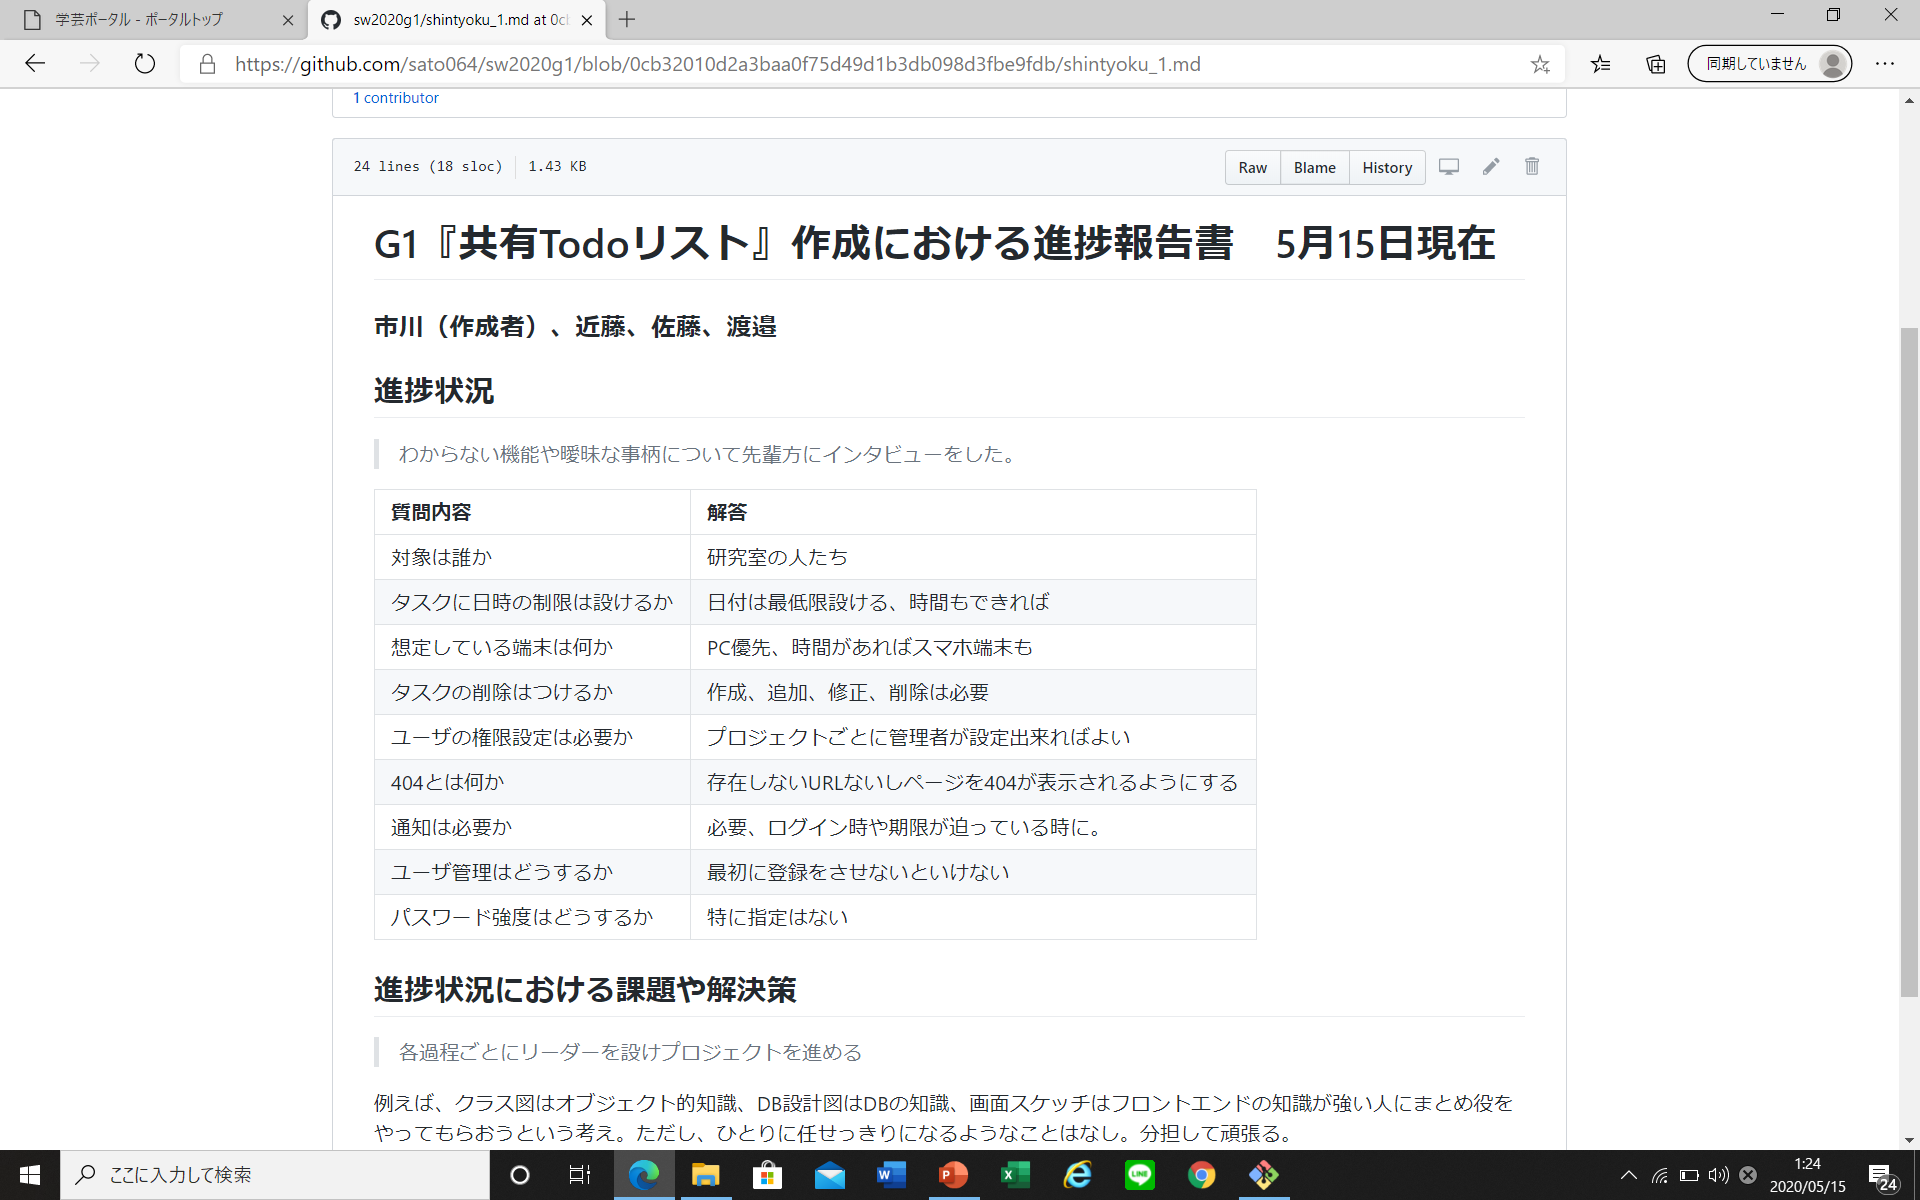 学芸ポータル - ポータルトップ
sw2020g1/shintyoku_1.md at 0cb
https://github.com/sato064/sw2020g1/blob/0cb32010d2a3baa0f75d49d1b3db098d3fbe9fdb/shintyoku_1.md
同期していません
1 contributor
24 lines (18 sloc) 1.43 KB
Raw Blame History
G1『共有Todoリスト』作成における進捗報告書　5月15日現在
市川（作成者）、近藤、佐藤、渡邉
進捗状況
わからない機能や曖昧な事柄について先輩方にインタビューをした。
質問内容 解答
対象は誰か 研究室の人たち
タスクに日時の制限は設けるか 日付は最低限設ける、時間もできれば
想定している端末は何か PC優先、時間があればスマホ端末も
タスクの削除はつけるか 作成、追加、修正、削除は必要
ユーザの権限設定は必要か プロジェクトごとに管理者が設定出来ればよい
404とは何か 存在しないURLないしページを404が表示されるようにする
通知は必要か 必要、ログイン時や期限が迫っている時に。
ユーザ管理はどうするか 最初に登録をさせないといけない
パスワード強度はどうするか 特に指定はない
進捗状況における課題や解決策
各過程ごとにリーダーを設けプロジェクトを進める
例えば、クラス図はオブジェクト的知識、DB設計図はDBの知識、画面スケッチはフロントエンドの知識が強い人にまとめ役を
やってもらおうという考え。ただし、ひとりに任せっきりになるようなことはなし。分担して頑張る。
ここに入力して検索
LINE
1:24
2020/05/15
24